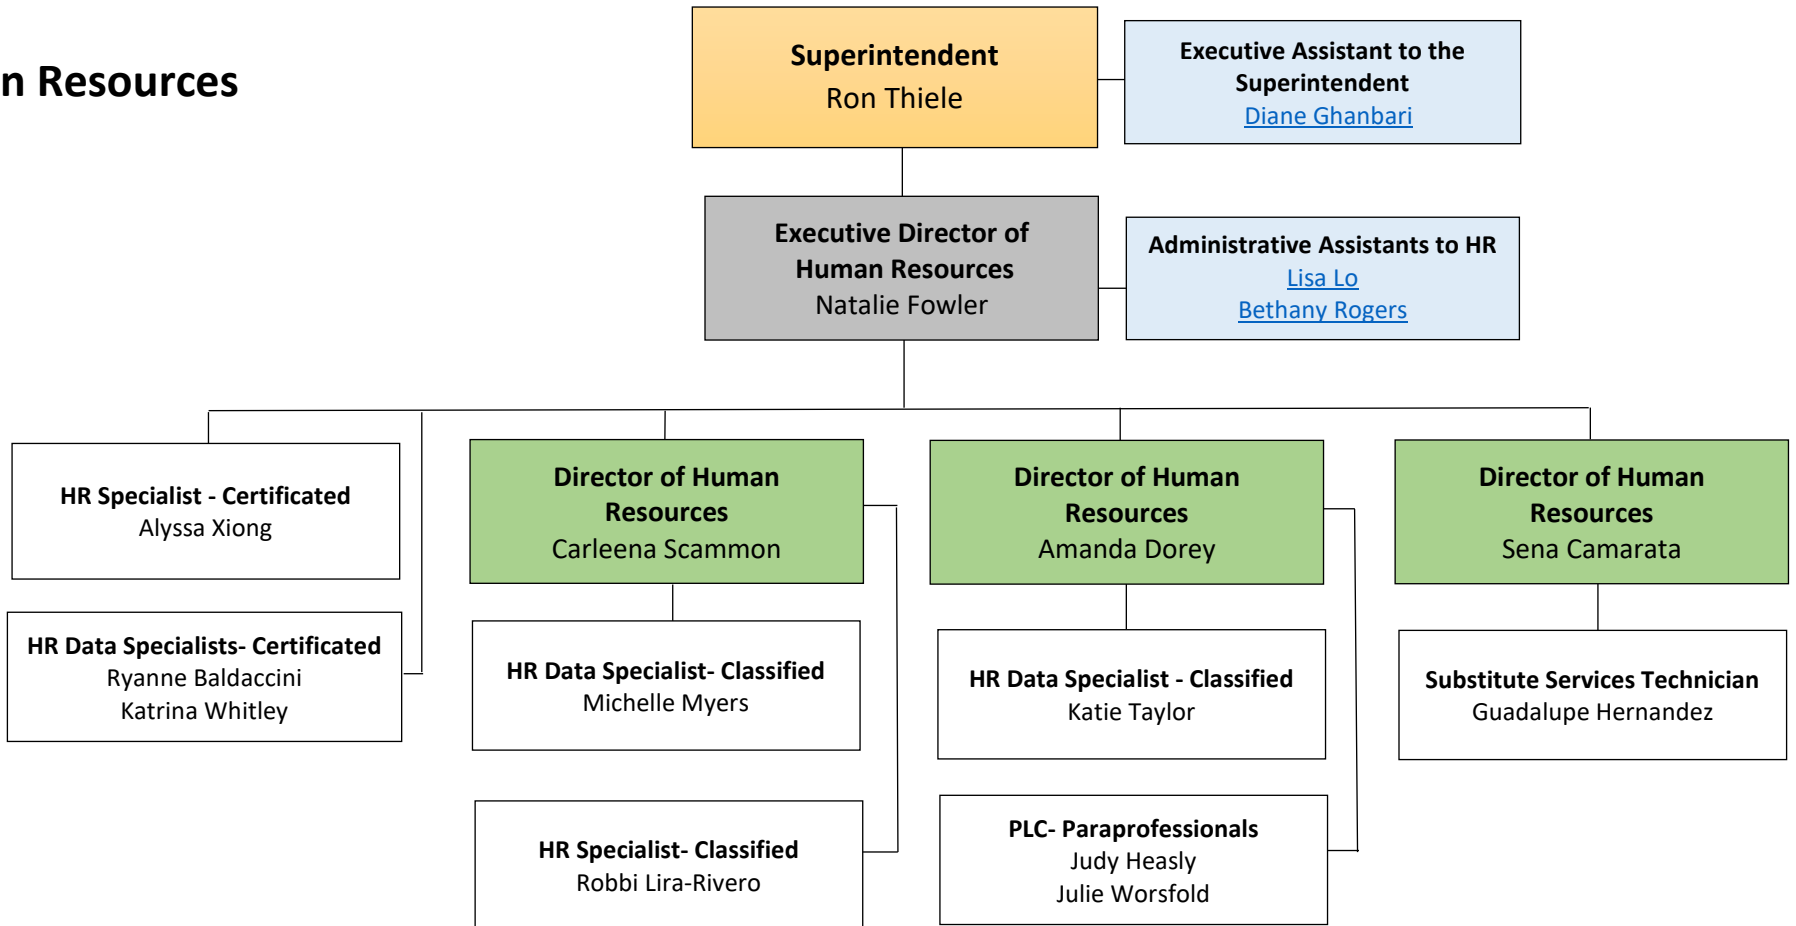 n Resources
Superintendent
Ron Thiele
Executive Assistant to the
Superintendent
Diane Ghanbari
Executive Director of
Human Resources
Natalie Fowler
Administrative Assistants to HR
Lisa Lo
Bethany Rogers
HR Specialist - Certificated
Alyssa Xiong
Director of Human
Resources
Carleena Scammon
Director of Human
Resources
Amanda Dorey
Director of Human
Resources
Sena Camarata
HR Data Specialists- Certificated
Ryanne Baldaccini
Katrina Whitley
HR Data Specialist- Classified
Michelle Myers
HR Data Specialist - Classified
Katie Taylor
Substitute Services Technician
Guadalupe Hernandez
HR Specialist- Classified
Robbi Lira-Rivero
PLC- Paraprofessionals
Judy Heasly
Julie Worsfold